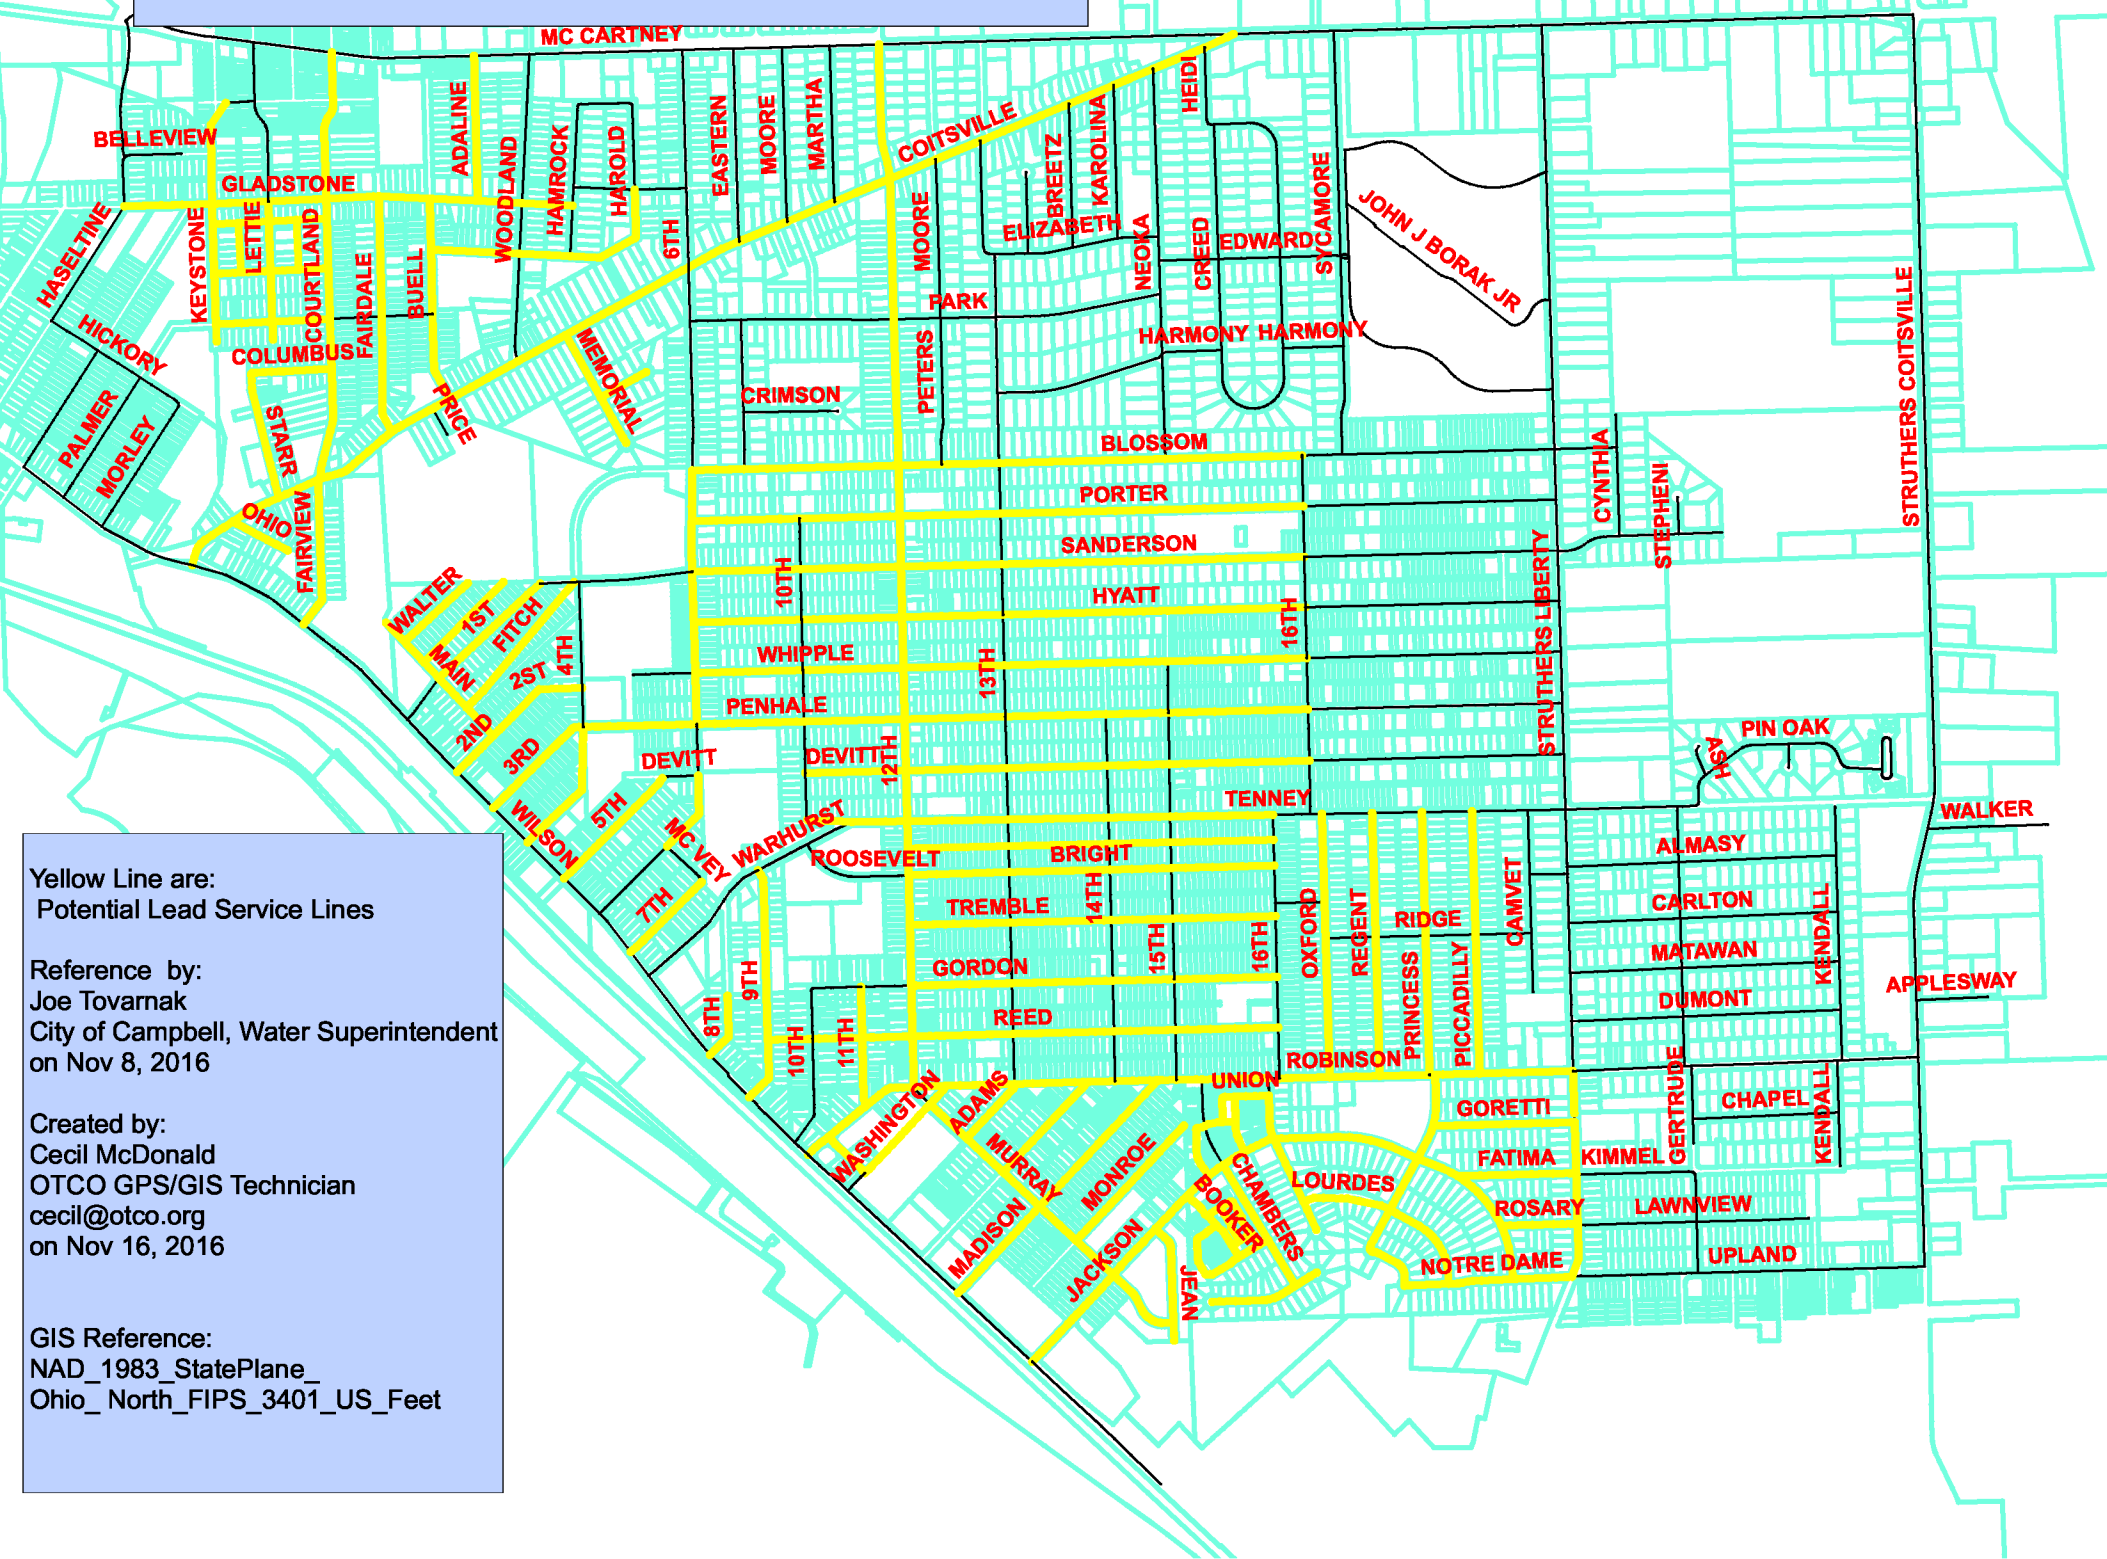 MC CARTNEY
BELLEVIEW
ADALINE
WOODLAND
HAMROCK
HAROLD
EASTERN
MOORE
MARTHA
COITSVILLE
HEIDI
BREETZ
KAROLINA
SYCAMORE
GLADSTONE
HASELTINE
KEYSTONE
LETTIE
COURTLAND
FAIRDALE
BUELL
6TH
MOORE
ELIZABETH
NEOKA
CREED
EDWARD
JOHN J BORAK JR
STRUTHERS COITSVILLE
HICKORY
COLUMBUS
MEMORIAL
PARK
PETERS
HARMONY
HARMONY
PALMER
MORLEY
STARR
PRICE
CRIMSON
BLOSSOM
CYNTHIA
STEPHENI
OHIO
FAIRVIEW
PORTER
SANDERSON
STRUTHERS LIBERTY
WALTER
1ST
FITCH
4TH
10TH
HYATT
16TH
MAIN
2ST
WHIPPLE
13TH
2ND
3RD
PENHALE
PIN OAK
ASH
DEVITT
DEVITT
12TH
WILSON
5TH
MC VEY
WARHURST
TENNEY
WALKER
ROOSEVELT
BRIGHT
ALMASY
7TH
TREMBLE
14TH
15TH
16TH
OXFORD
REGENT
RIDGE
PRINCESS
PICCADILLY
CAMVET
CARLTON
KENDALL
MATAWAN
9TH
8TH
GORDON
DUMONT
APPLESWAY
10TH
11TH
REED
ROBINSON
UNION
GERTRUDE
WASHINGTON
ADAMS
GORETTI
CHAPEL
KENDALL
MURRAY
MONROE
CHAMBERS
BOOKER
LOURDES
FATIMA
KIMMEL
ROSARY
LAWNVIEW
MADISON
JACKSON
JEAN
NOTRE DAME
UPLAND
Yellow Line are:
Potential Lead Service Lines
Reference by:
Joe Tovarnak
City of Campbell, Water Superintendent
on Nov 8, 2016
Created by:
Cecil McDonald
OTCO GPS/GIS Technician
cecil@otco.org
on Nov 16, 2016
GIS Reference:
NAD_1983_StatePlane_
Ohio_ North_FIPS_3401_US_Feet